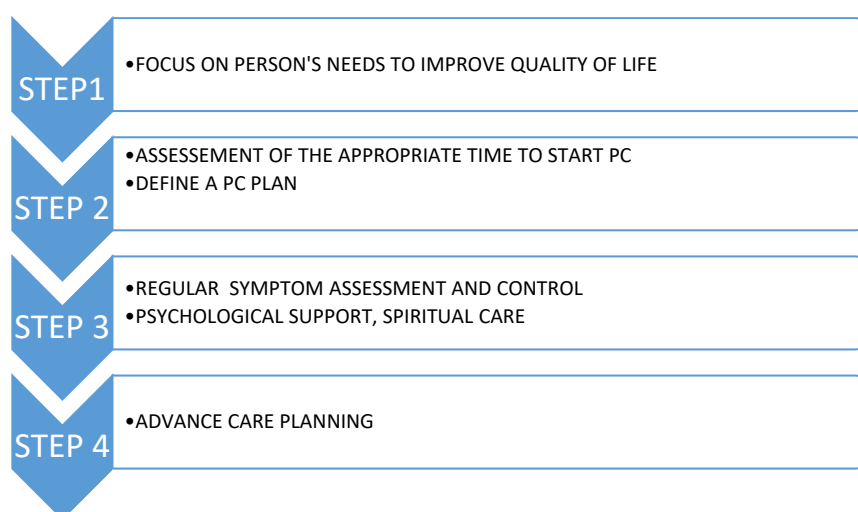 STEP1
•FOCUS ON PERSON'S NEEDS TO IMPROVE QUALITY OF LIFE
STEP 2
•ASSESSEMENT OF THE APPROPRIATE TIME TO START PC
•DEFINE A PC PLAN
STEP 3
•REGULAR SYMPTOM ASSESSMENT AND CONTROL
•PSYCHOLOGICAL SUPPORT, SPIRITUAL CARE
STEP 4
•ADVANCE CARE PLANNING